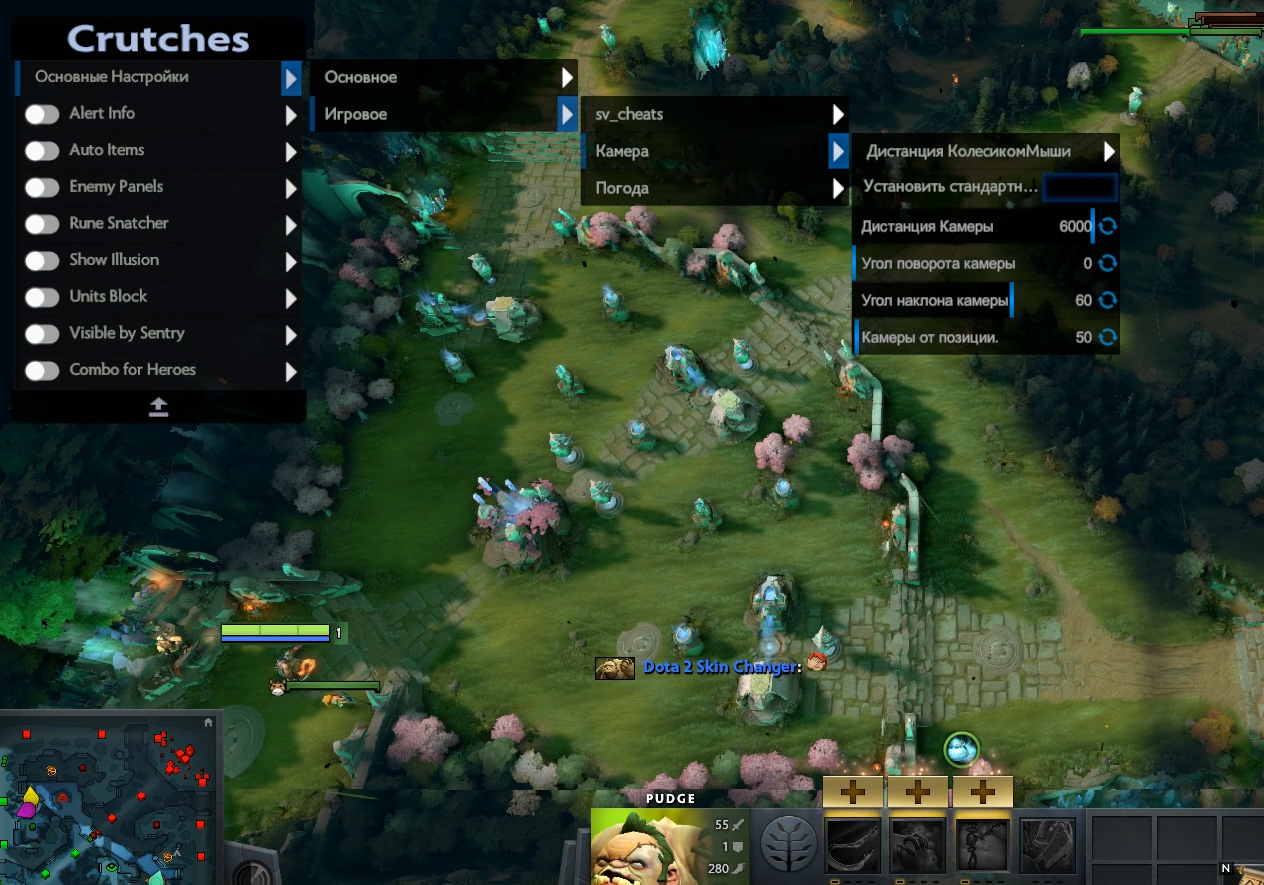 Crutches
Основные Настройки
Alert Info
Auto Items
Enemy Panels
Rune Snatcher
Show Illusion
Units Block
Visible by Sentry
Combo for Heroes
Основное
Игровое
sv_cheats
Камера
Погода
Дистанция КолесикомМыши
Установить стандартн...
Дистанция Камеры 6000
Угол поворота камеры 0
Угол наклона камеры 60
Камеры от позиции. 50
1
Dota 2 Skin Changer:
PUDGE
55
1
280
N